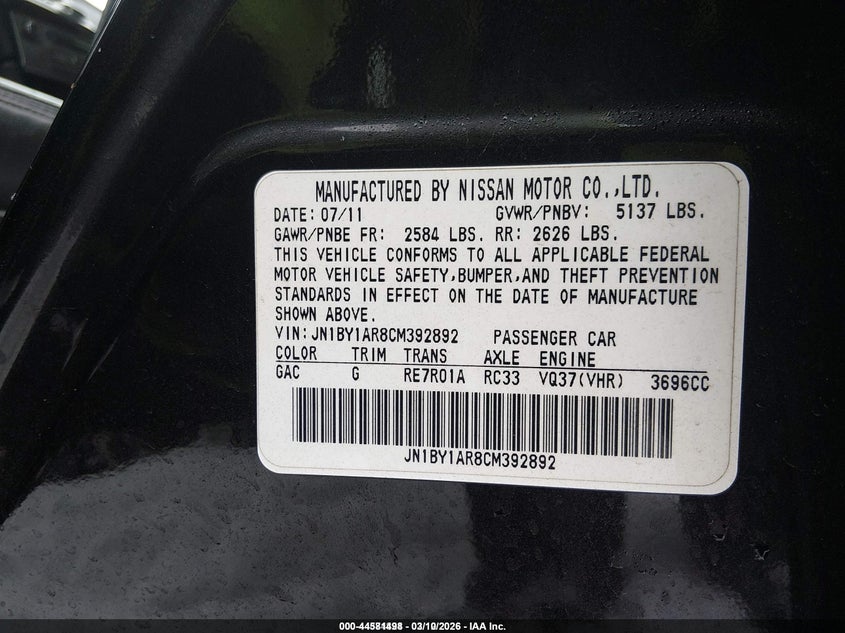 MANUFACTURED BY NISSAN MOTOR CO.,LTD.
DATE: 07/11 GVWR/PNBV: 5137 LBS.
GAWR/PNBE FR: 2584 LBS. RR: 2626 LBS.
THIS VEHICLE CONFORMS TO ALL APPLICABLE FEDERAL
MOTOR VEHICLE SAFETY,BUMPER,AND THEFT PREVENTION
STANDARDS IN EFFECT ON THE DATE OF MANUFACTURE
SHOWN ABOVE.
VIN: JN1BY1AR8CM392892 PASSENGER CAR
COLOR TRIM TRANS AXLE ENGINE
GAC G RE7R01A RC33 VQ37(VHR) 3696CC
JN1BY1AR8CM392892
IAA Inc.